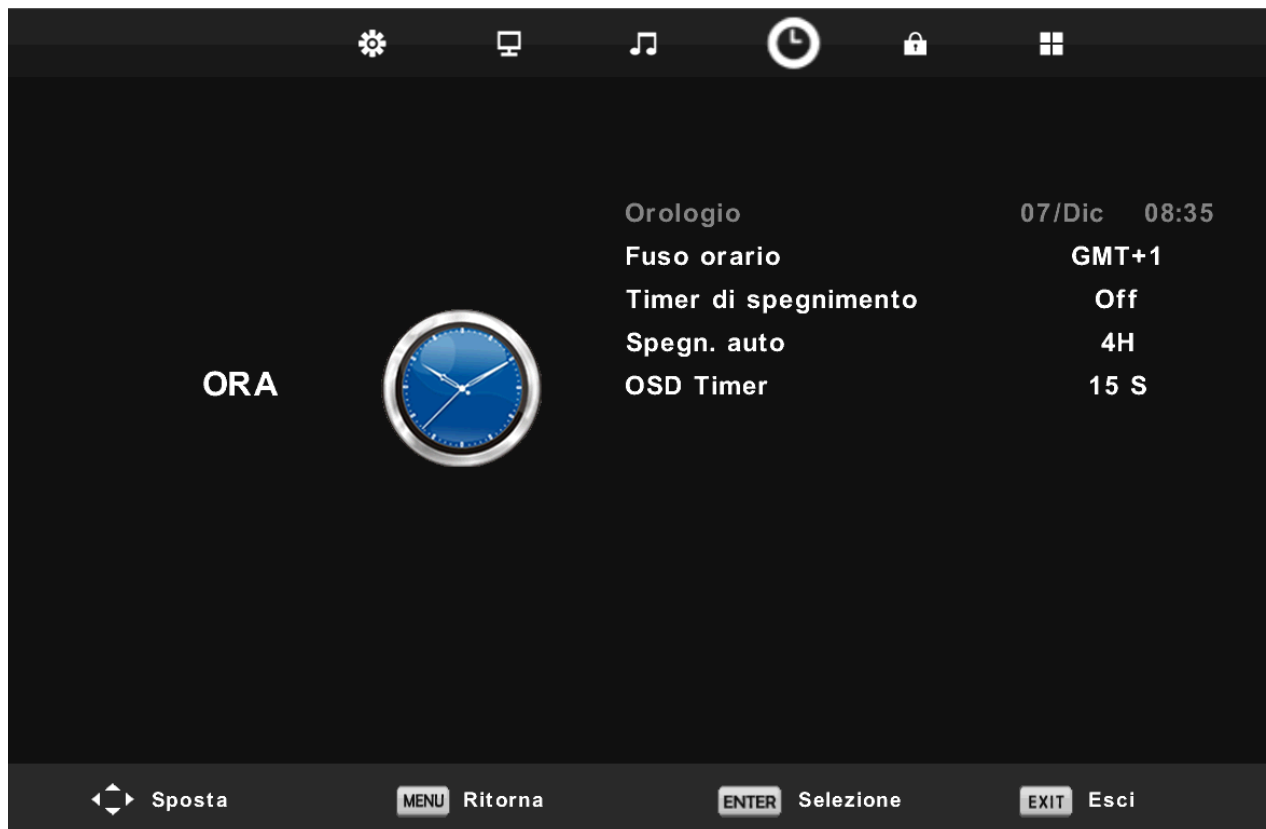 Orologio 07/Dic 08:35
Fuso orario GMT+1
Timer di spegnimento Off
Spegn. auto 4H
ORA
OSD Timer 15 S
Sposta MENU Ritorna ENTER Selezione EXIT Esci